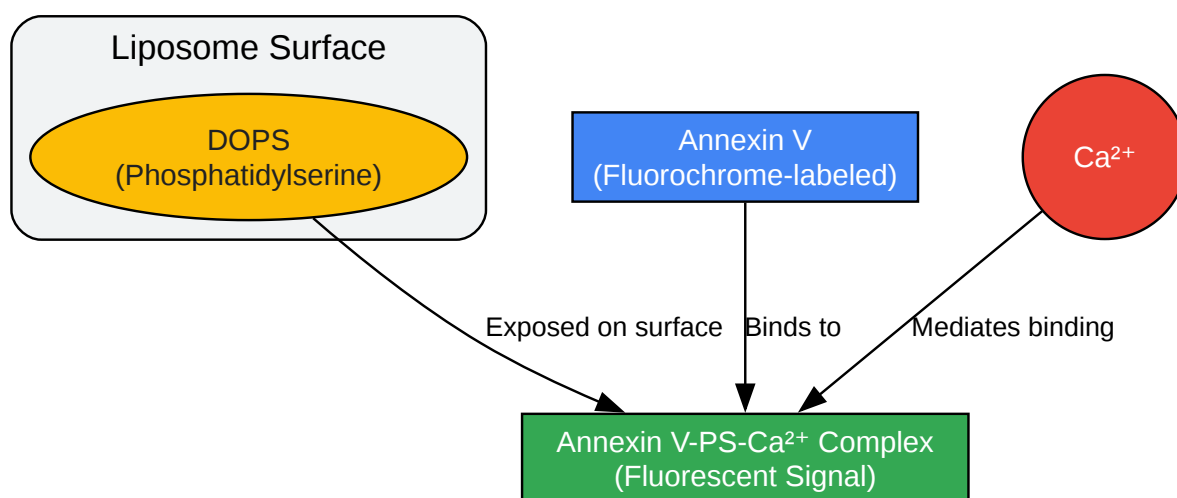 Liposome Surface
DOPS
(Phosphatidylserine)
Annexin V
(Fluorochrome-labeled)
Ca²⁺
Exposed on surface
Binds to
Mediates binding
Annexin V-PS-Ca²⁺ Complex
(Fluorescent Signal)